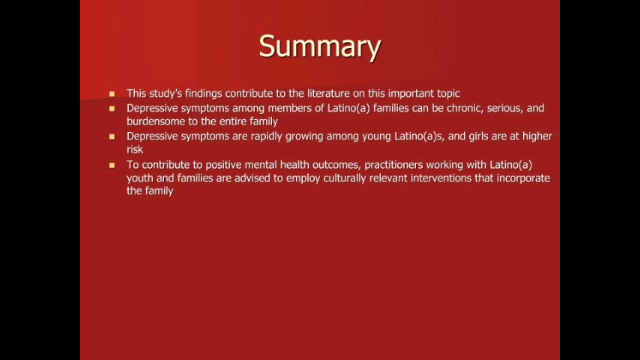 Summary
This study's findings contribute to the literature on this important topic
Depressive symptoms among members of Latino(a) families can be chronic, serious, and
burdensome to the entire family
Depressive symptoms are rapidly growing among young Latino(a)s, and girls are at higher
risk
To contribute to positive mental health outcomes, practitioners working with Latino(a)
youth and families are advised to employ culturally relevant interventions that incorporate
the family